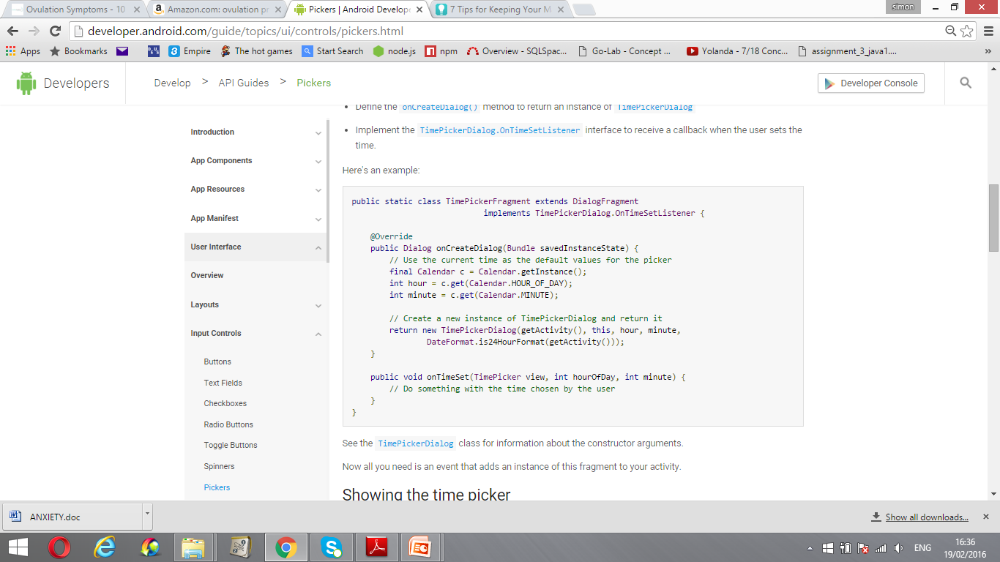 Ovulation Symptoms - 10
Amazon.com: ovulation pr
Pickers | Android Develope
7 Tips for Keeping Your M
simon
developer.android.com/guide/topics/ui/controls/pickers.html
Apps
Bookmarks
Empire
The hot games
Start Search
node.js
npm
Overview - SQLSpac...
Go-Lab - Concept ...
Yolanda - 7/18 Conc...
assignment_3_java1....
»
Developers
Develop > API Guides > Pickers
Developer Console
Introduction
App Components
App Resources
App Manifest
User Interface
Overview
Layouts
Input Controls
Buttons
Text Fields
Checkboxes
Radio Buttons
Toggle Buttons
Spinners
Pickers
• Define the onCreateDialog() method to return an instance of TimePickerDialog
• Implement the TimePickerDialog.OnTimeSetListener interface to receive a callback when the user sets the
time.
Here's an example:
public static class TimePickerFragment extends DialogFragment
implements TimePickerDialog.OnTimeSetListener {
@Override
public Dialog onCreateDialog(Bundle savedInstanceState) {
// Use the current time as the default values for the picker
final Calendar c = Calendar.getInstance();
int hour = c.get(Calendar.HOUR_OF_DAY);
int minute = c.get(Calendar.MINUTE);
// Create a new instance of TimePickerDialog and return it
return new TimePickerDialog(getActivity(), this, hour, minute,
DateFormat.is24HourFormat(getActivity()));
}
public void onTimeSet(TimePicker view, int hourOfDay, int minute) {
// Do something with the time chosen by the user
}
}
See the TimePickerDialog class for information about the constructor arguments.
Now all you need is an event that adds an instance of this fragment to your activity.
Showing the time picker
ANXIETY.doc
Show all downloads...
ENG
16:36
19/02/2016